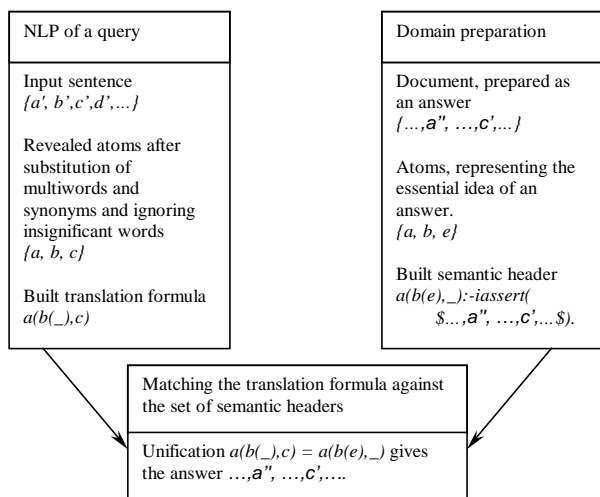 NLP of a query
Input sentence
{a', b',c',d',...}
Revealed atoms after
substitution of
multiwords and
synonyms and ignoring
insignificant words
{a, b, c}
Built translation formula
a(b(_),c)
Domain preparation
Document, prepared as
an answer
{...,a'', ...,c',...}
Atoms, representing the
essential idea of an
answer.
{a, b, e}
Built semantic header
a(b(e),_):-iassert(
$...,a'', ...,c',...$).
Matching the translation formula against
the set of semantic headers
Unification a(b(_),c) = a(b(e),_) gives
the answer ...,a'', ...,c',....